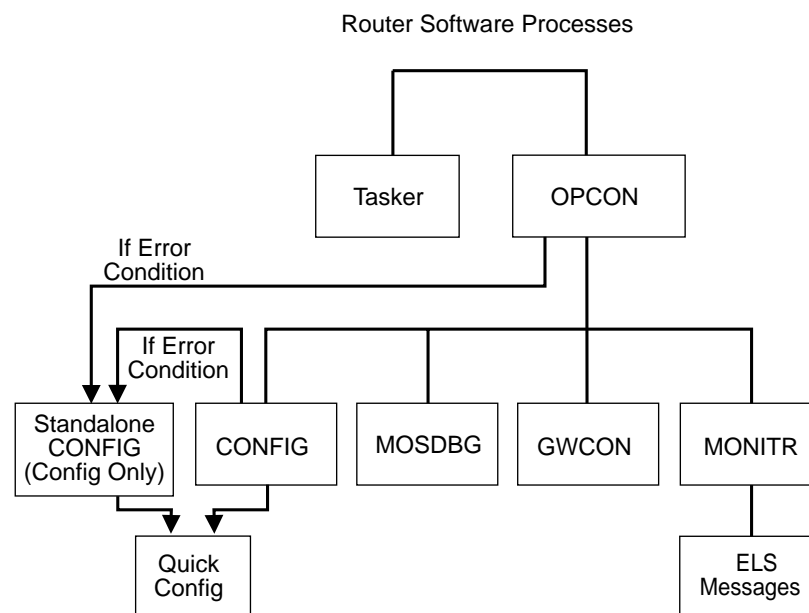 Router Software Processes
Tasker
OPCON
If Error
Condition
If Error
Condition
Standalone
CONFIG
(Config Only)
CONFIG
MOSDBG
GWCON
MONITR
Quick
Config
ELS
Messages